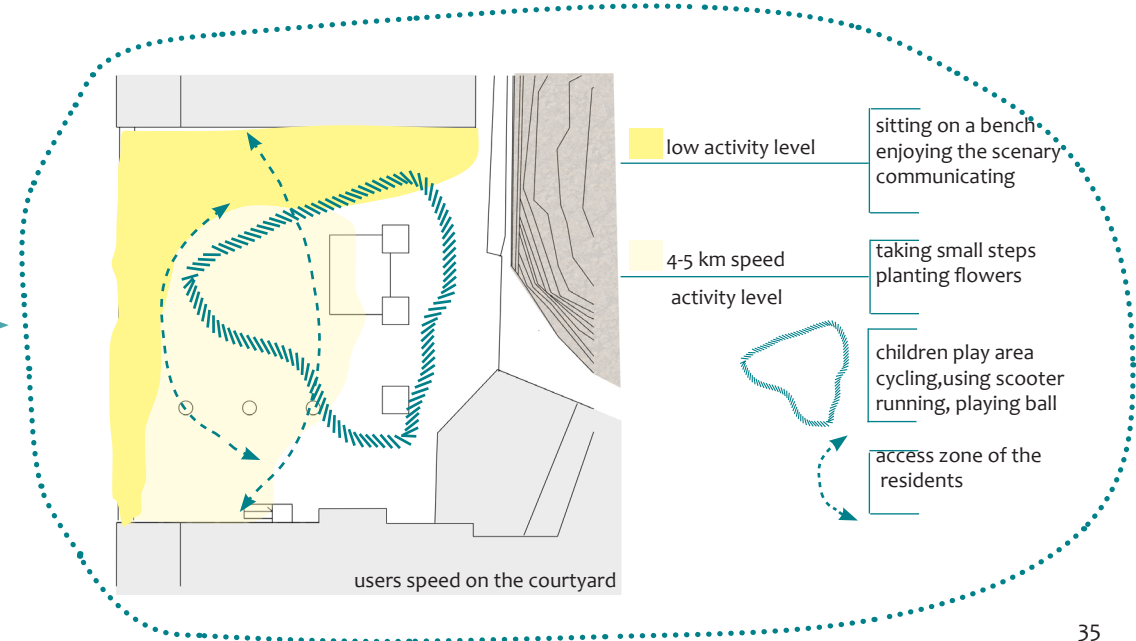 low activity level
sitting on a bench
enjoying the scenary
communicating
4-5 km speed
activity level
taking small steps
planting flowers
children play area
cycling,using scooter
running, playing ball
access zone of the
residents
users speed on the courtyard
35